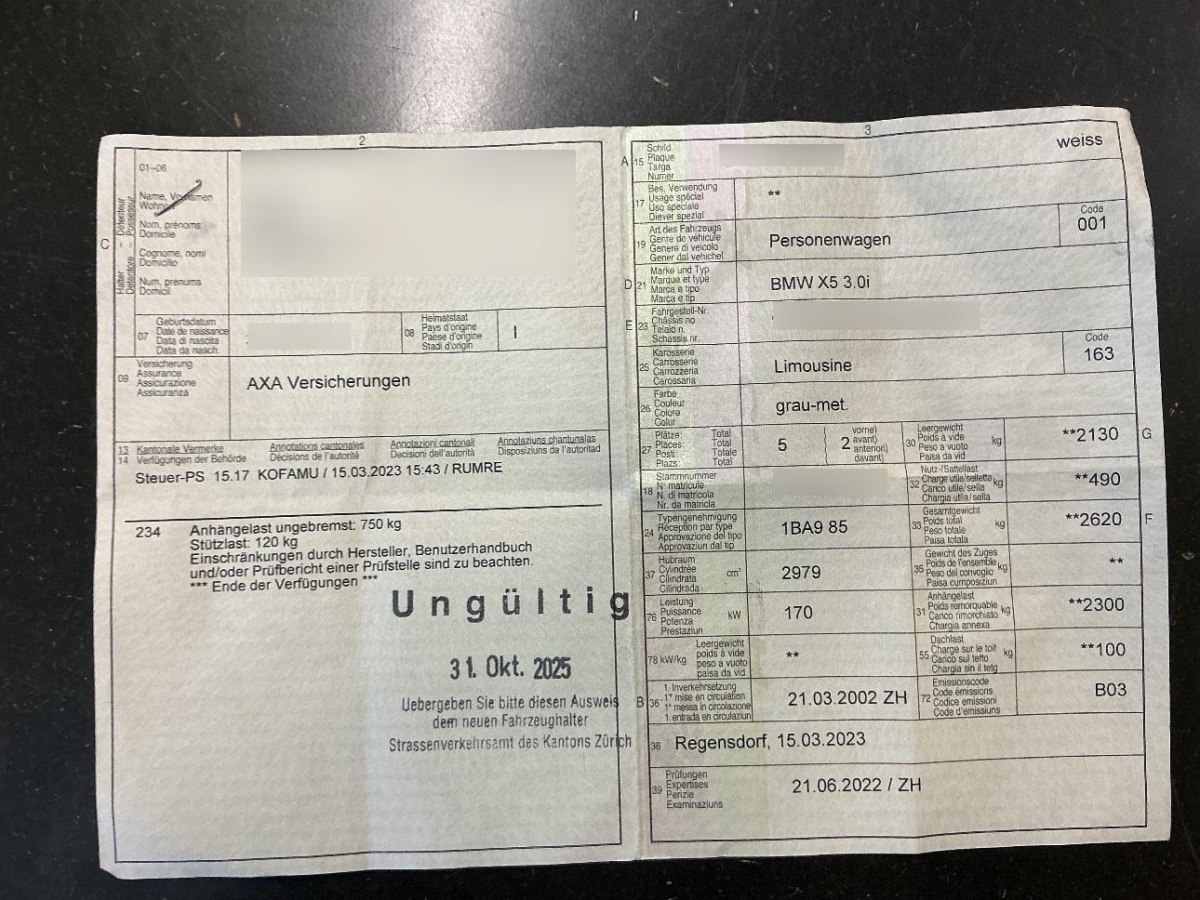 2
01-06
Halter - Détenteur
Detentore - Possessur
C
Name, Vornamen
Wohnort
Nom, prénoms
Domicile
Cognome, nomi
Domicilio
Num, prenums
Domicil
07
Geburtsdatum
Date de naissance
Data di nascita
Data da nasch.
08
Heimatstaat
Pays d'origine
Paese d'origine
Stadi d'origin
I
09
Versicherung
Assurance
Assicurazione
Assicuranza
AXA Versicherungen
13 Kantonale Vermerke Annotations cantonales Annotazioni cantonali Annotaziuns chantunalas
14 Verfügungen der Behörde Décisions de l'autorité Decisioni dell'autorità Disposiziuns da l'autoritad
Steuer-PS 15.17 KOFAMU / 15.03.2023 15:43 / RUMRE
234 Anhängelast ungebremst: 750 kg
Stützlast: 120 kg
Einschränkungen durch Hersteller, Benutzerhandbuch
und/oder Prüfbericht einer Prüfstelle sind zu beachten.
*** Ende der Verfügungen ***
Ungültig
31. Okt. 2025
Uebergeben Sie bitte diesen Ausweis
dem neuen Fahrzeughalter
Strassenverkehrsamt des Kantons Zürich
3
A 15
Schild
Plaque
Targa
Numer
weiss
17
Bes. Verwendung
Usage spécial
Uso speciale
Diever spezial
**
19
Art des Fahrzeugs
Genre de véhicule
Genere di veicolo
Gener dal vehichel
Personenwagen
Code
001
D 21
Marke und Typ
Marque et type
Marca e tipo
Marca e tip
BMW X5 3.0i
E 23
Fahrgestell-Nr.
Châssis no
Telaio n.
Schassis nr.
25
Karosserie
Carrosserie
Carrozzeria
Carossaria
Limousine
Code
163
26
Farbe
Couleur
Colore
Colur
grau-met.
27
Plätze: Total
Places: Total
Posti: Totale
Plazs: Total
5
2
vorne)
avant)
anteriori)
davant)
30
Leergewicht
Poids à vide
Peso a vuoto
Paisa da vid
kg
**2130
G
18
Stammnummer
N° matricule
N. di matricola
Nr. da matricla
32
Nutz-/Sattellast
Charge utile/sellette
Carico utile/sella
Chargia utila/sella
kg
**490
24
Typengenehmigung
Réception par type
Approvazione del tipo
Approvaziun dal tip
1BA9 85
33
Gesamtgewicht
Poids total
Peso totale
Paisa totala
kg
**2620
F
37
Hubraum
Cylindrée
Cilindrata
Cilindrada
cm³
2979
35
Gewicht des Zuges
Poids de l'ensemble
Peso del convoglio
Paisa cumposiziun
kg
**
76
Leistung
Puissance
Potenza
Prestaziun
kW
170
31
Anhängelast
Poids remorquable
Carico rimorchiato
Chargia annexa
kg
**2300
78 kW/kg
Leergewicht
poids à vide
peso a vuoto
paisa da vid
**
55
Dachlast
Charge sur le toit
Carico sul tetto
Chargia sin il tetg
kg
**100
B 36
1. Inverkehrsetzung
1re mise en circulation
1a messa in circolazione
1. entrada en circulaziun
21.03.2002 ZH
72
Emissionscode
Code émissions
Codice emissioni
Code d'emissiuns
B03
38 Regensdorf, 15.03.2023
39
Prüfungen
Expertises
Perizie
Examinaziuns
21.06.2022 / ZH